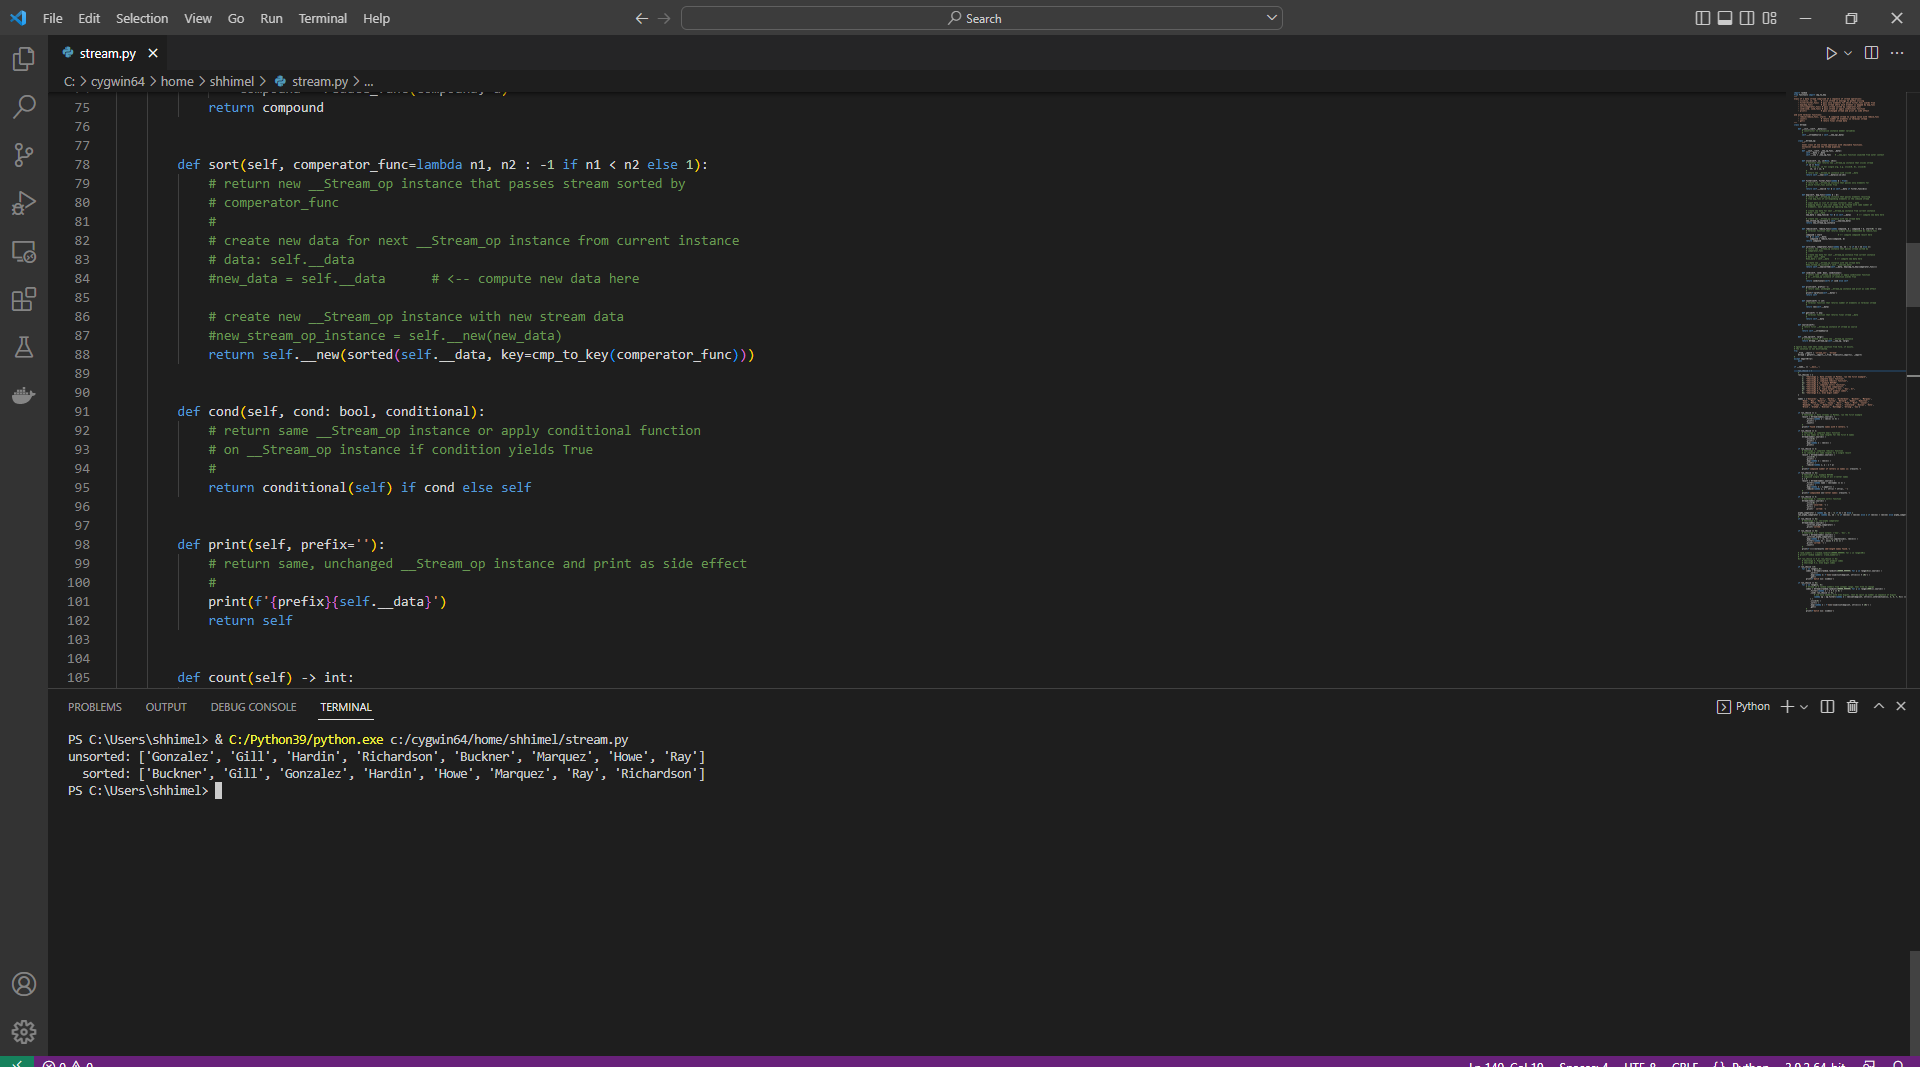 File Edit Selection View Go Run Terminal Help
Search
stream.py
C: > cygwin64 > home > shhimel > stream.py > ...
75 return compound
76
77
78 def sort(self, comperator_func=lambda n1, n2 : -1 if n1 < n2 else 1):
79 # return new __Stream_op instance that passes stream sorted by
80 # comperator_func
81 #
82 # create new data for next __Stream_op instance from current instance
83 # data: self.__data
84 #new_data = self.__data # <-- compute new data here
85
86 # create new __Stream_op instance with new stream data
87 #new_stream_op_instance = self.__new(new_data)
88 return self.__new(sorted(self.__data, key=cmp_to_key(comperator_func)))
89
90
91 def cond(self, cond: bool, conditional):
92 # return same __Stream_op instance or apply conditional function
93 # on __Stream_op instance if condition yields True
94 #
95 return conditional(self) if cond else self
96
97
98 def print(self, prefix=''):
99 # return same, unchanged __Stream_op instance and print as side effect
100 #
101 print(f'{prefix}{self.__data}')
102 return self
103
104
105 def count(self) -> int:
PROBLEMS OUTPUT DEBUG CONSOLE TERMINAL
Python
PS C:\Users\shhimel> & C:/Python39/python.exe c:/cygwin64/home/shhimel/stream.py
unsorted: ['Gonzalez', 'Gill', 'Hardin', 'Richardson', 'Buckner', 'Marquez', 'Howe', 'Ray']
sorted: ['Buckner', 'Gill', 'Gonzalez', 'Hardin', 'Howe', 'Marquez', 'Ray', 'Richardson']
PS C:\Users\shhimel>